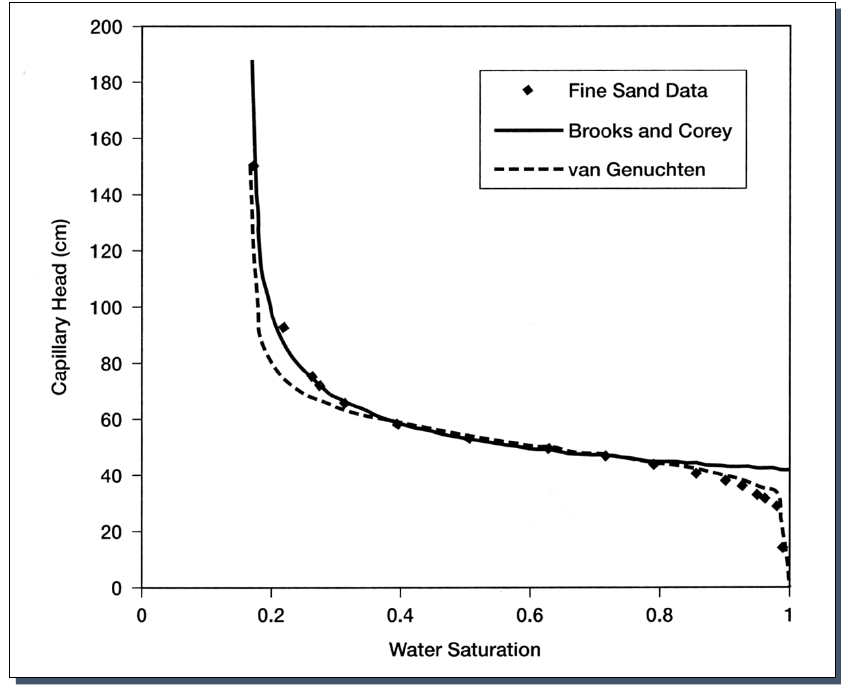 200
180
160
140
120
100
80
60
40
20
0
Capillary Head (cm)
Fine Sand Data
Brooks and Corey
van Genuchten
0 0.2 0.4 0.6 0.8 1
Water Saturation